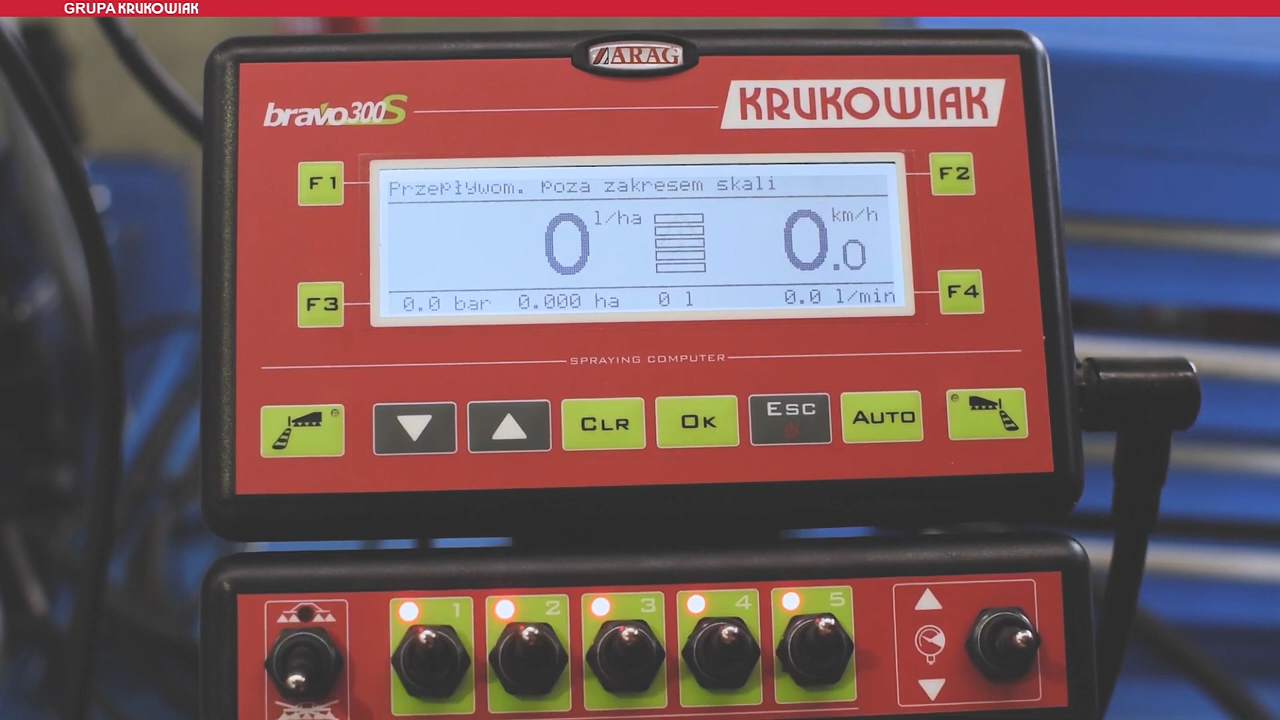 GRUPA KRUKOWIAK
ARAG
bravo300S
KRUKOWIAK
F1
F2
Przepływom. poza zakresem skali
0 l/ha
0.0 km/h
F3
F4
0.0 bar 0.000 ha 0 l 0.0 l/min
SPRAYING COMPUTER
CLR
OK
ESC
AUTO
1 2 3 4 5